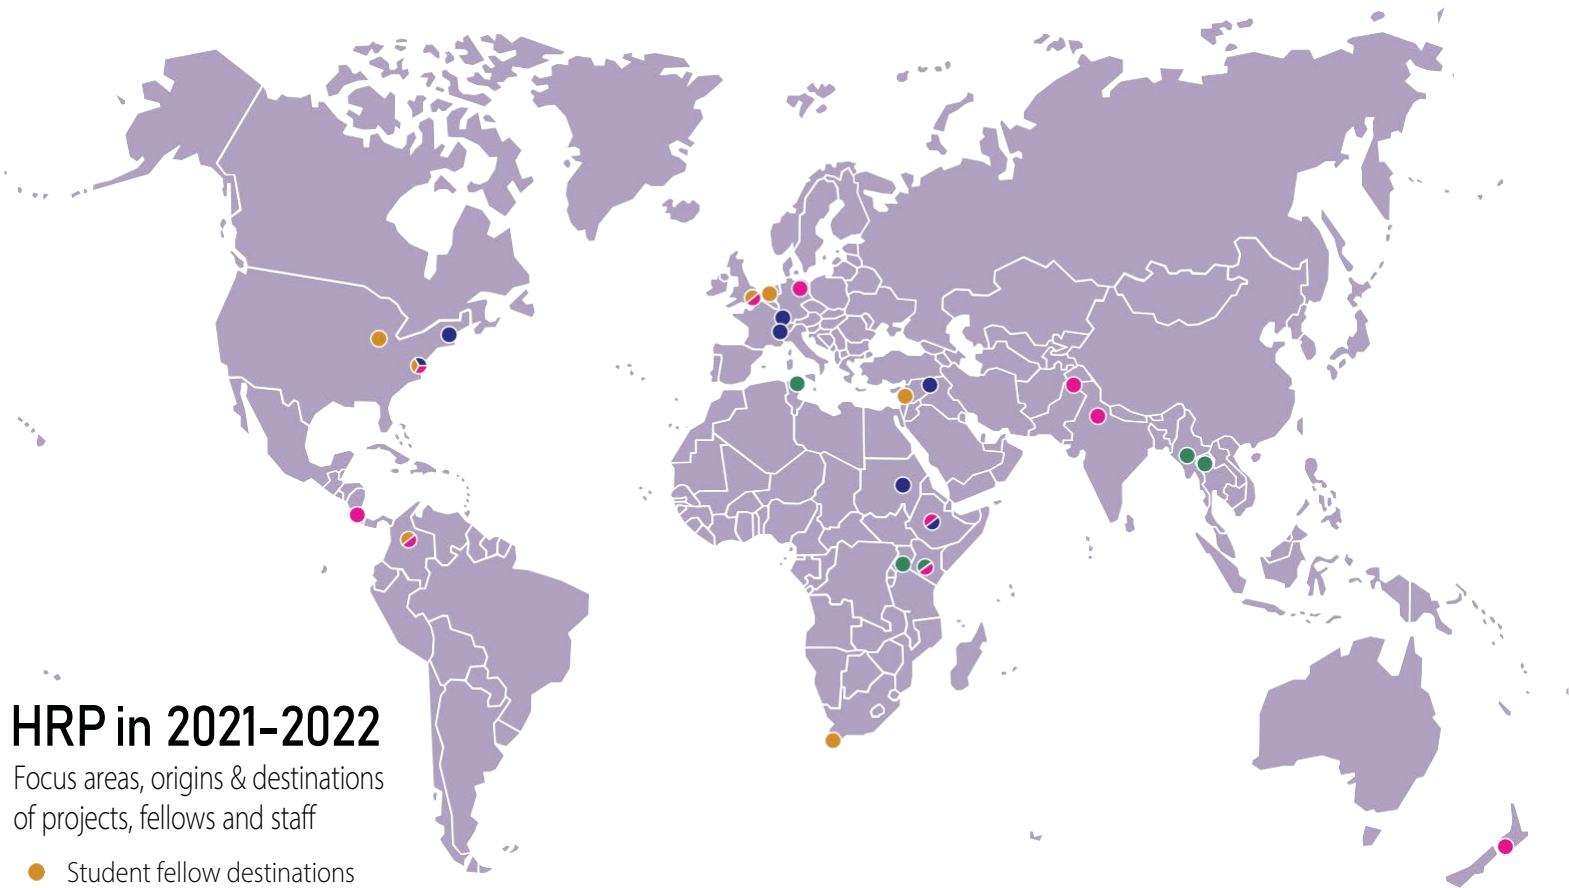 HRP in 2021-2022
Focus areas, origins & destinations
of projects, fellows and staff
Student fellow destinations